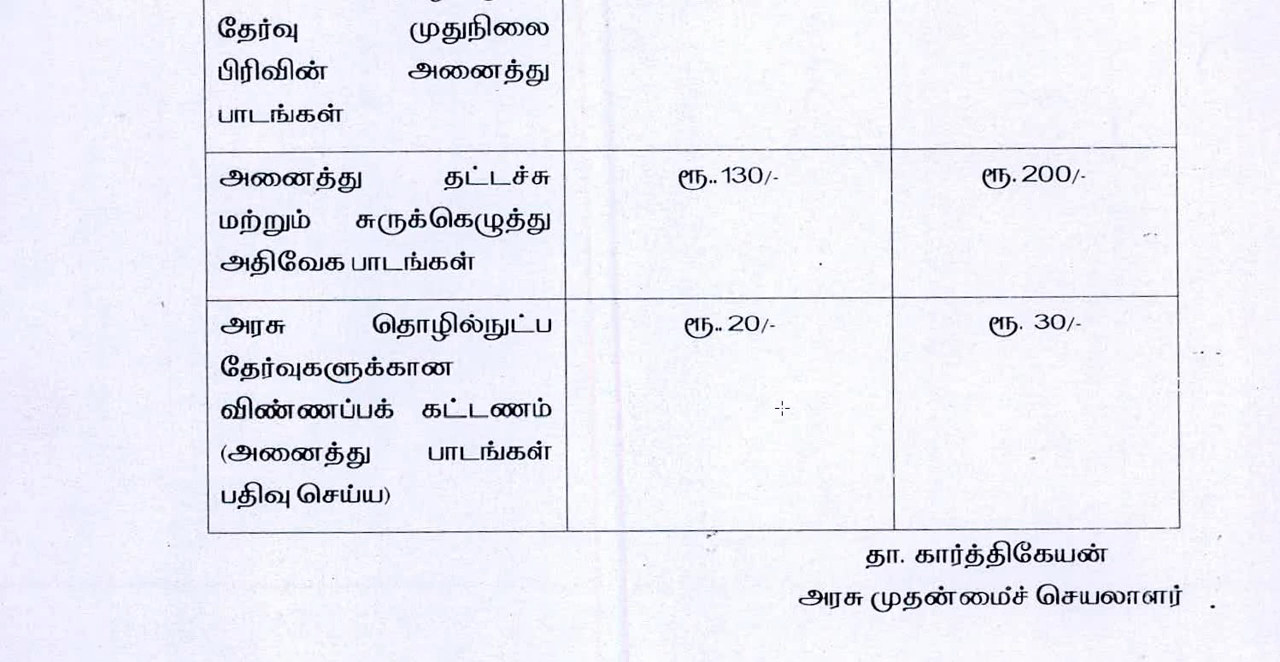 தேர்வு முதுநிலை
பிரிவின் அனைத்து
பாடங்கள்
அனைத்து தட்டச்சு ரூ..130/- ரூ.200/-
மற்றும் சுருக்கெழுத்து
அதிவேக பாடங்கள்
அரசு தொழில்நுட்ப ரூ.. 20/- ரூ. 30/-
தேர்வுகளுக்கான
விண்ணப்பக் கட்டணம்
(அனைத்து பாடங்கள்
பதிவு செய்ய)
தா. கார்த்திகேயன்
அரசு முதன்மைச் செயலாளர்